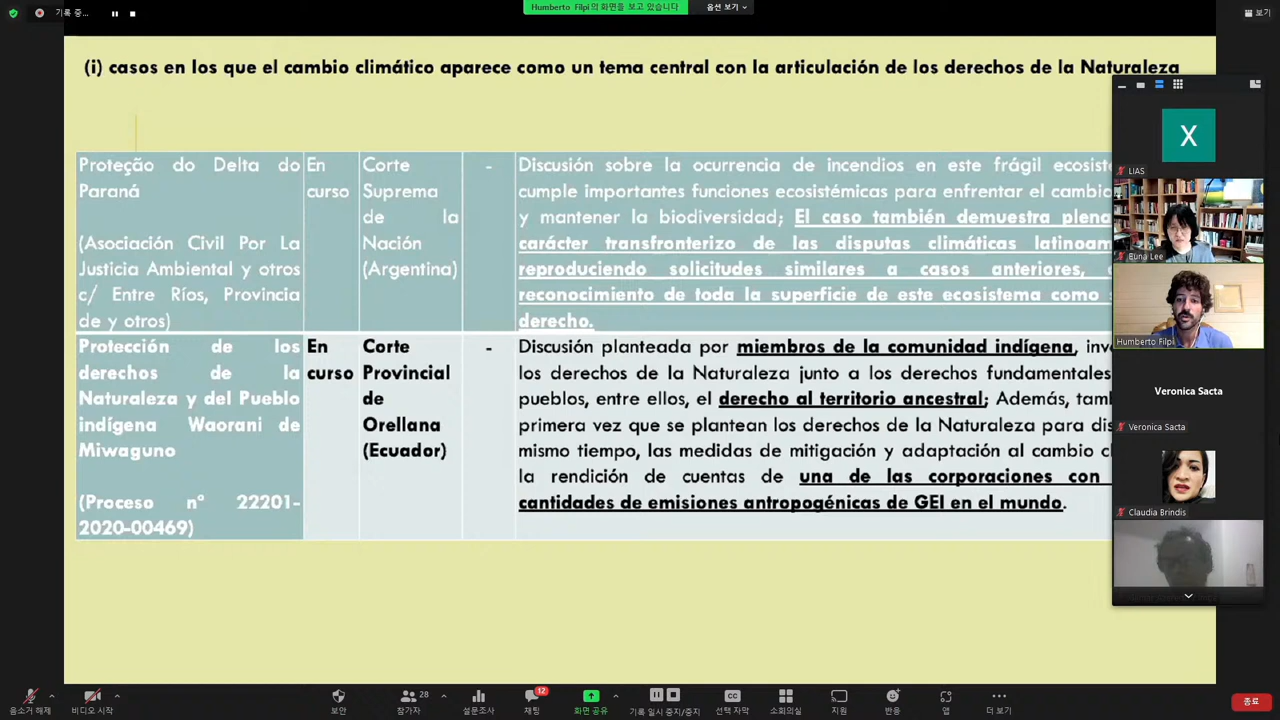 기록 중...
Humberto Filpi의 화면을 보고 있습니다
옵션 보기
보기
(i) casos en los que el cambio climático aparece como un tema central con la articulación de los derechos de la Naturaleza
Proteção do Delta do
Paraná
(Asociación Civil Por La
Justicia Ambiental y otros
c/ Entre Ríos, Provincia
de y otros)
En
curso
Corte
Suprema
de la
Nación
(Argentina)
-
Discusión sobre la ocurrencia de incendios en este frágil ecosist
cumple importantes funciones ecosistémicas para enfrentar el cambio
y mantener la biodiversidad; El caso también demuestra plena
carácter transfronterizo de las disputas climáticas latinoam
reproduciendo solicitudes similares a casos anteriores,
reconocimiento de toda la superficie de este ecosistema como
derecho.
Protección de los
derechos de la
Naturaleza y del Pueblo
indígena Waorani de
Miwaguno
(Proceso nº 22201-
2020-00469)
En
curso
Corte
Provincial
de
Orellana
(Ecuador)
-
Discusión planteada por miembros de la comunidad indígena, inv
los derechos de la Naturaleza junto a los derechos fundamentales
pueblos, entre ellos, el derecho al territorio ancestral; Además, tam
primera vez que se plantean los derechos de la Naturaleza para dis
mismo tiempo, las medidas de mitigación y adaptación al cambio c
la rendición de cuentas de una de las corporaciones con
cantidades de emisiones antropogénicas de GEI en el mundo.
X
LIAS
Euna Lee
Humberto Filpi
Veronica Sacta
Veronica Sacta
Claudia Brindis
음소거 해제
비디오 시작
보안
28
참가자
설문조사
12
채팅
화면 공유
기록 일시 중지/중지
선택 자막
소회의실
지원
반응
앱
더 보기
종료